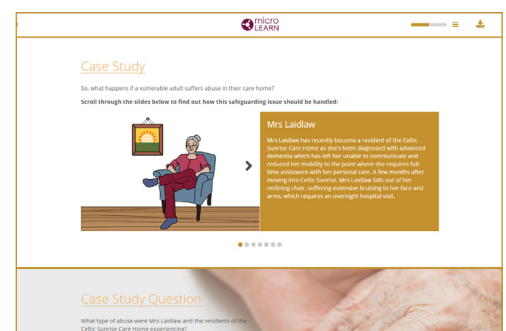 micro
LEARN
Case Study
So, what happens if a vulnerable adult suffers abuse in their care home?
Scroll through the slides below to find out how this safeguarding issue should be handled:
Mrs Laidlaw
Mrs Laidlaw has recently become a resident of the Celtic
Sunrise Care Home as she's been diagnosed with advanced
dementia which has left her unable to communicate and
reduced her mobility to the point where she requires full-
time assistance with her personal care. A few months after
moving into Celtic Sunrise, Mrs Laidlaw falls out of her
reclining chair, suffering extensive bruising to her face and
arms, which requires an overnight hospital visit.
Case Study Question
What type of abuse were Mrs Laidlaw and the residents of the
Celtic Sunrise Care Home experiencing?